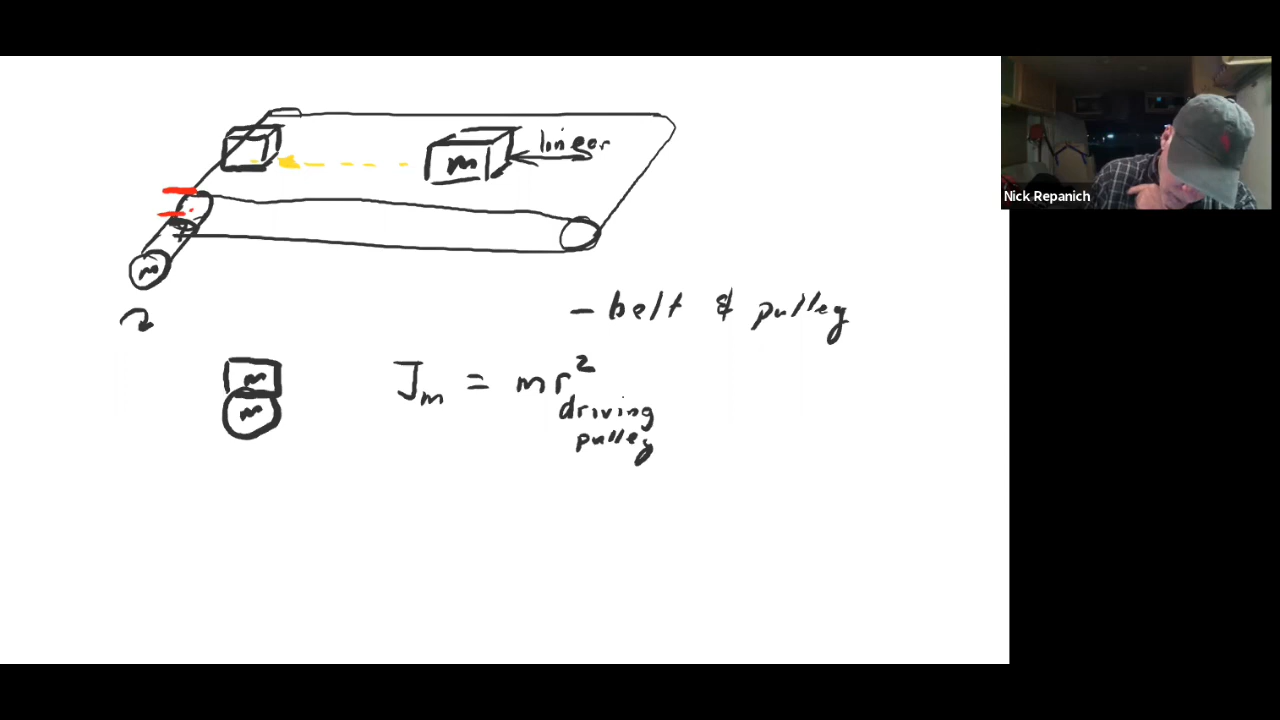 linear
m
Nick Repanich
m
- belt & pulley
m
m
J_m = mr²
driving
pulley